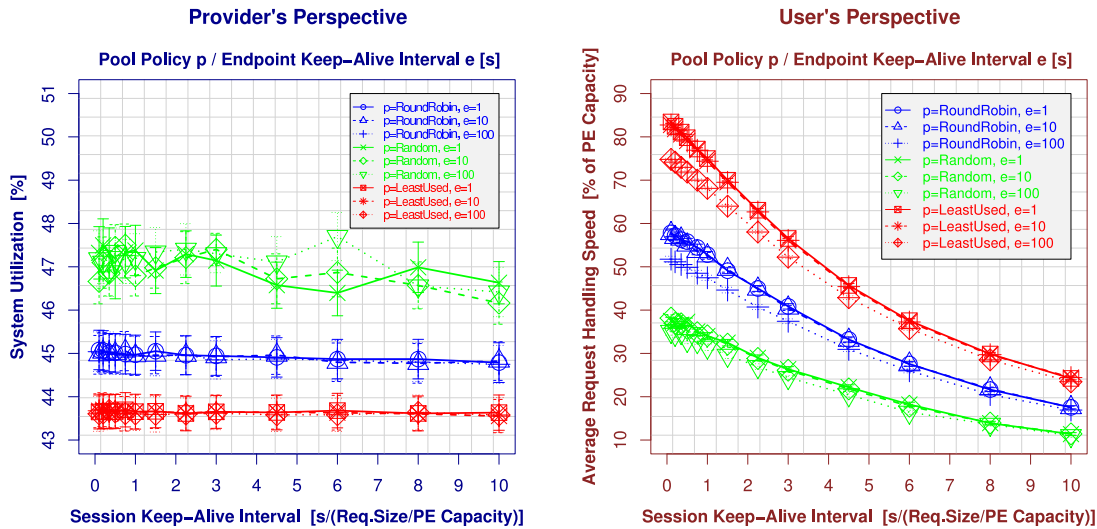 Provider's Perspective
Pool Policy p / Endpoint Keep−Alive Interval e [s]
System Utilization [%]
51
50
49
48
47
46
45
44
43
p=RoundRobin, e=1
p=RoundRobin, e=10
p=RoundRobin, e=100
p=Random, e=1
p=Random, e=10
p=Random, e=100
p=LeastUsed, e=1
p=LeastUsed, e=10
p=LeastUsed, e=100
0 1 2 3 4 5 6 7 8 9 10
Session Keep−Alive Interval [s/(Req.Size/PE Capacity)]
User's Perspective
Pool Policy p / Endpoint Keep−Alive Interval e [s]
Average Request Handling Speed [% of PE Capacity]
90
80
70
60
50
40
30
20
10
p=RoundRobin, e=1
p=RoundRobin, e=10
p=RoundRobin, e=100
p=Random, e=1
p=Random, e=10
p=Random, e=100
p=LeastUsed, e=1
p=LeastUsed, e=10
p=LeastUsed, e=100
0 1 2 3 4 5 6 7 8 9 10
Session Keep−Alive Interval [s/(Req.Size/PE Capacity)]